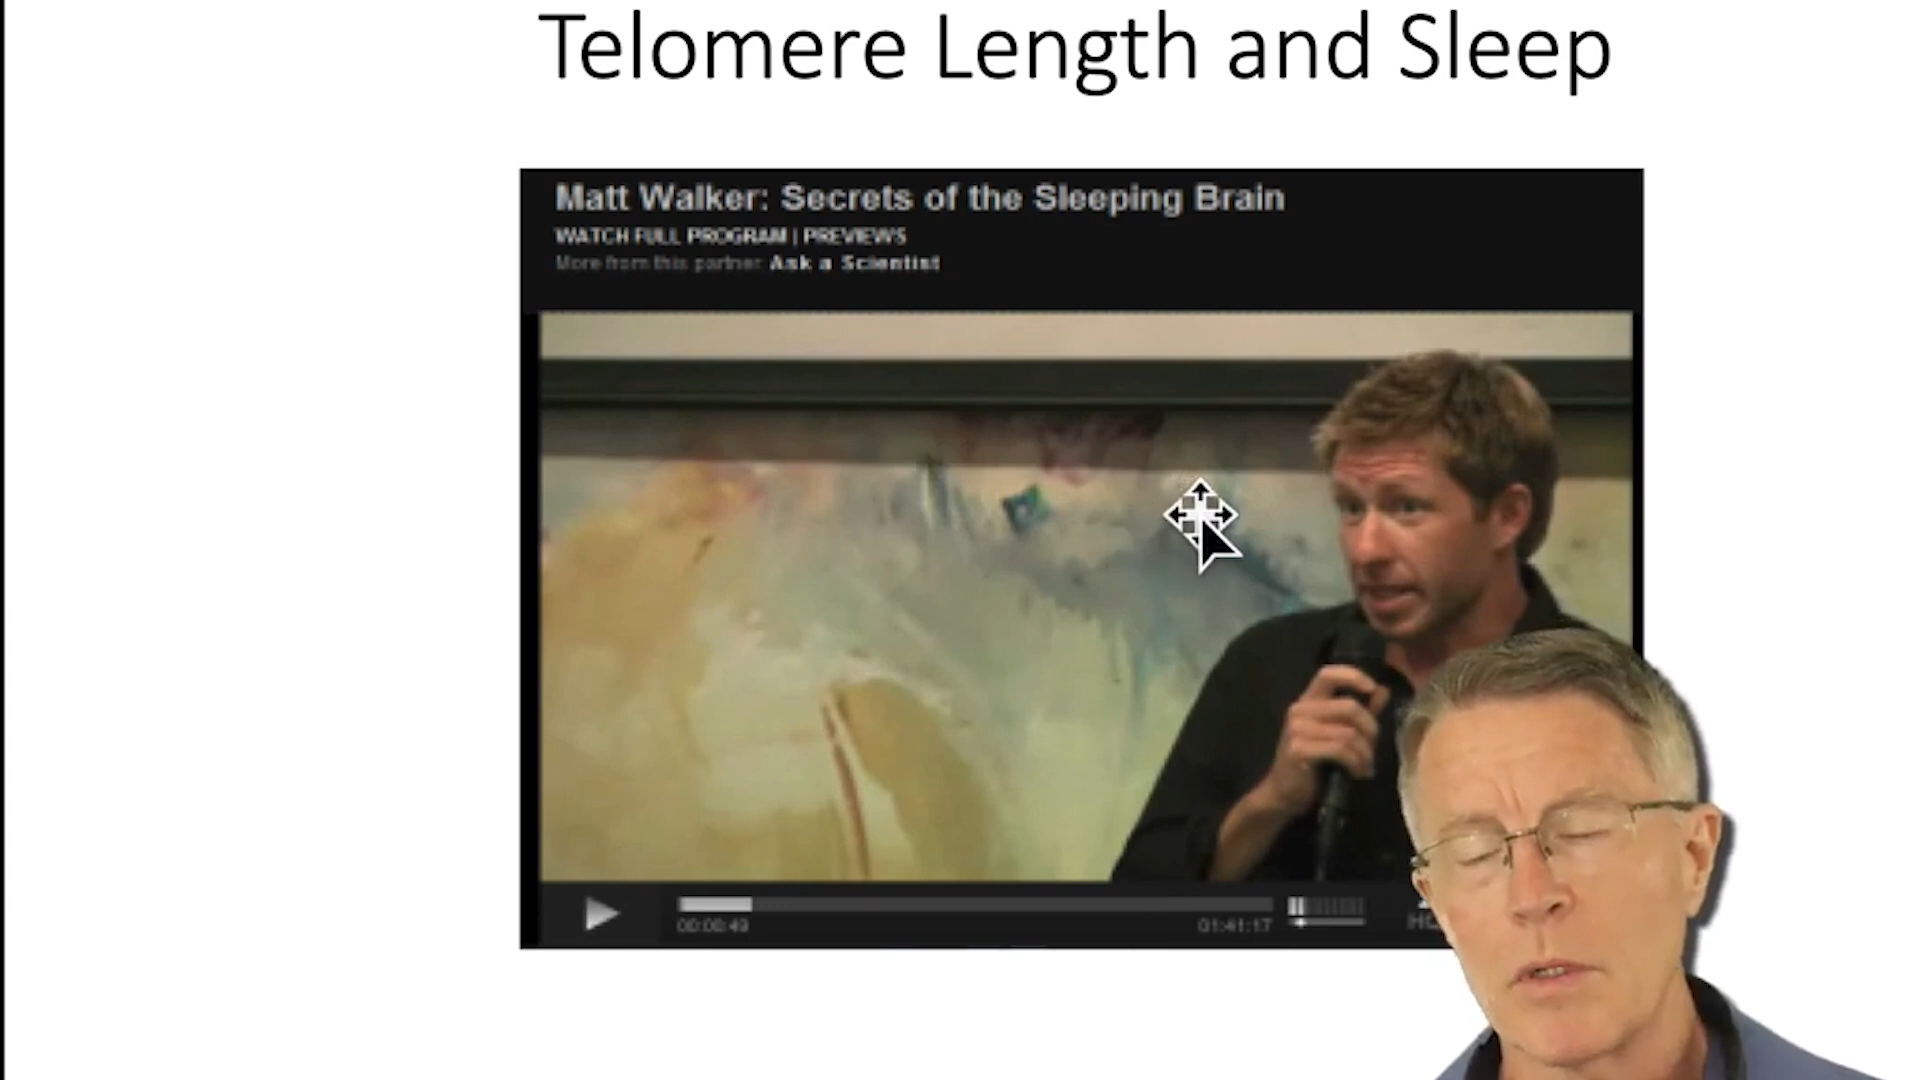 Telomere Length and Sleep
Matt Walker: Secrets of the Sleeping Brain
WATCH FULL PROGRAM | PREVIEWS
More from this partner: Ask a Scientist
00:00:49
01:41:17